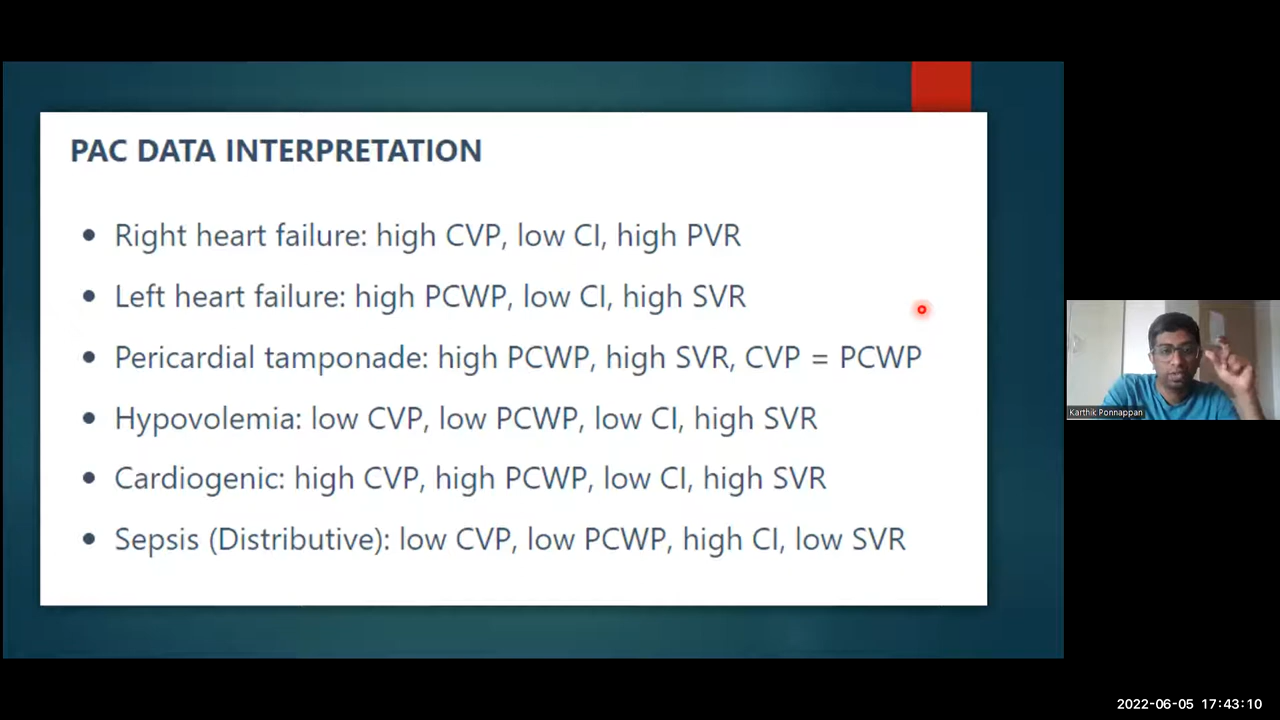 PAC DATA INTERPRETATION
• Right heart failure: high CVP, low CI, high PVR
• Left heart failure: high PCWP, low CI, high SVR
• Pericardial tamponade: high PCWP, high SVR, CVP = PCWP
• Hypovolemia: low CVP, low PCWP, low CI, high SVR
• Cardiogenic: high CVP, high PCWP, low CI, high SVR
• Sepsis (Distributive): low CVP, low PCWP, high CI, low SVR
Karthik Ponnappan
2022-06-05 17:43:10